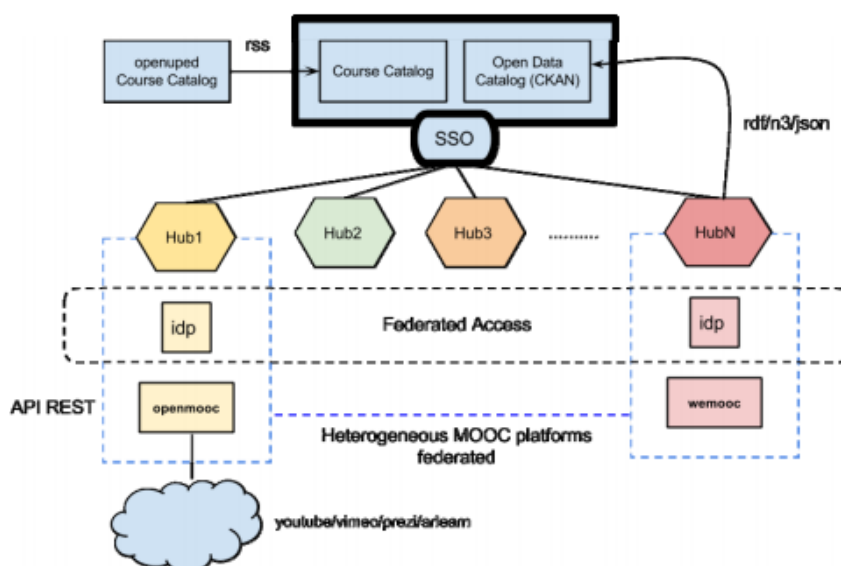 rss
openuped
Course Catalog
Course Catalog
Open Data
Catalog (CKAN)
SSO
rdf/n3/json
Hub1
Hub2
Hub3
..........
HubN
idp
Federated Access
idp
API REST
openmooc
wemooc
Heterogeneous MOOC platforms
federated
youtube/vimeo/prezi/arlearn